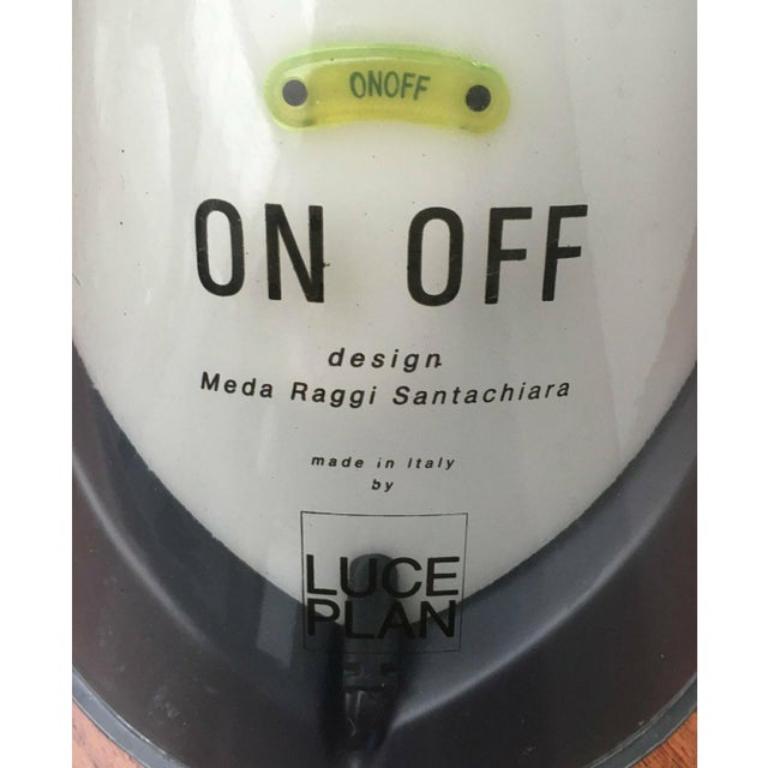 ONOFF
ON OFF
design
Meda Raggi Santachiara
made in Italy
by
LUCE
PLAN